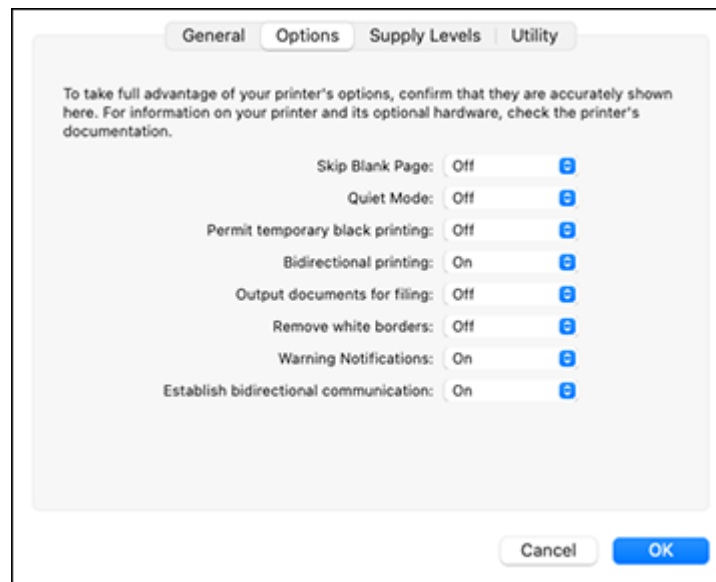 General Options Supply Levels Utility
To take full advantage of your printer's options, confirm that they are accurately shown
here. For information on your printer and its optional hardware, check the printer's
documentation.
Skip Blank Page: Off
Quiet Mode: Off
Permit temporary black printing: Off
Bidirectional printing: On
Output documents for filing: Off
Remove white borders: Off
Warning Notifications: On
Establish bidirectional communication: On
Cancel OK